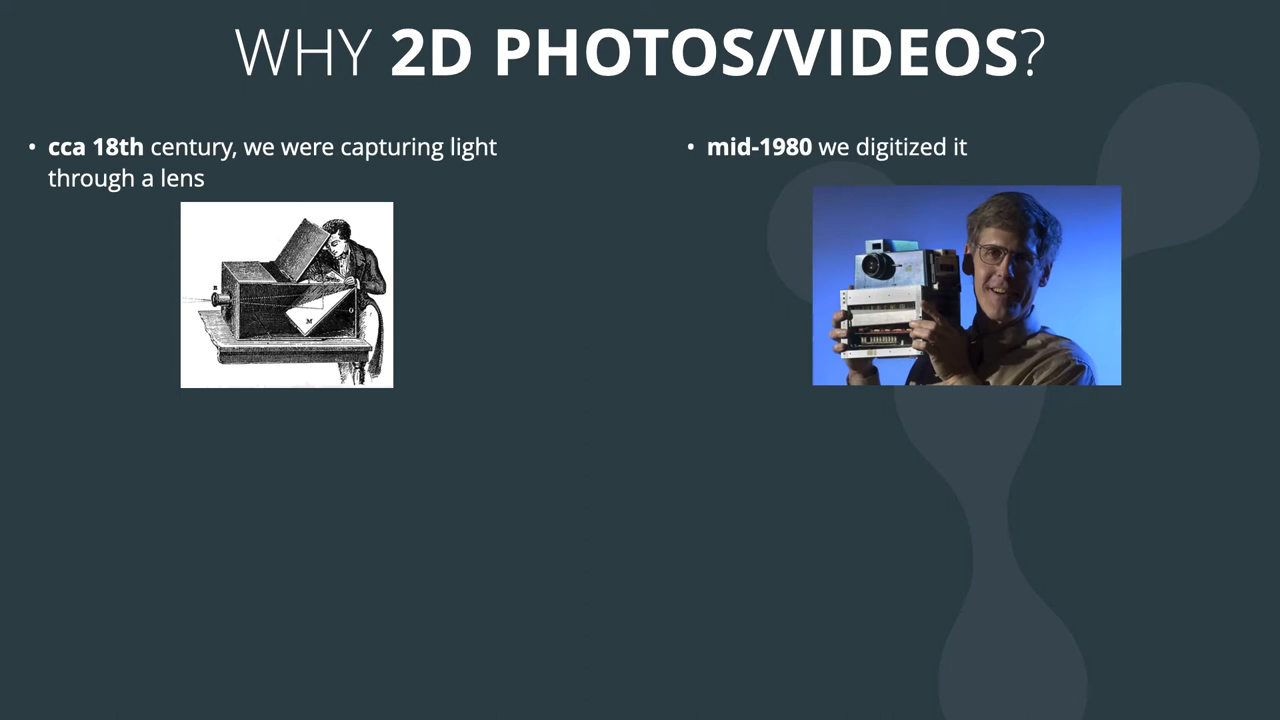 WHY 2D PHOTOS/VIDEOS?
• cca 18th century, we were capturing light
through a lens
• mid-1980 we digitized it
M